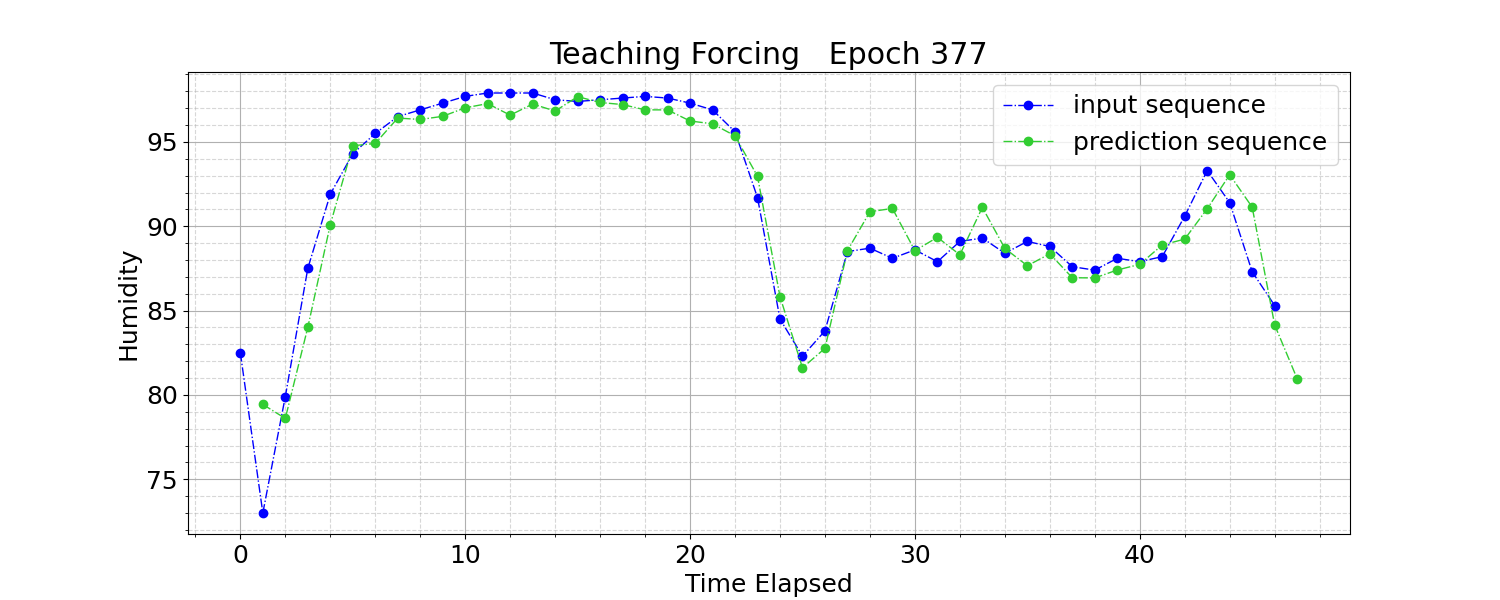 Teaching Forcing   Epoch 377
input sequence
prediction sequence
Humidity
95
90
85
80
75
0 10 20 30 40
Time Elapsed